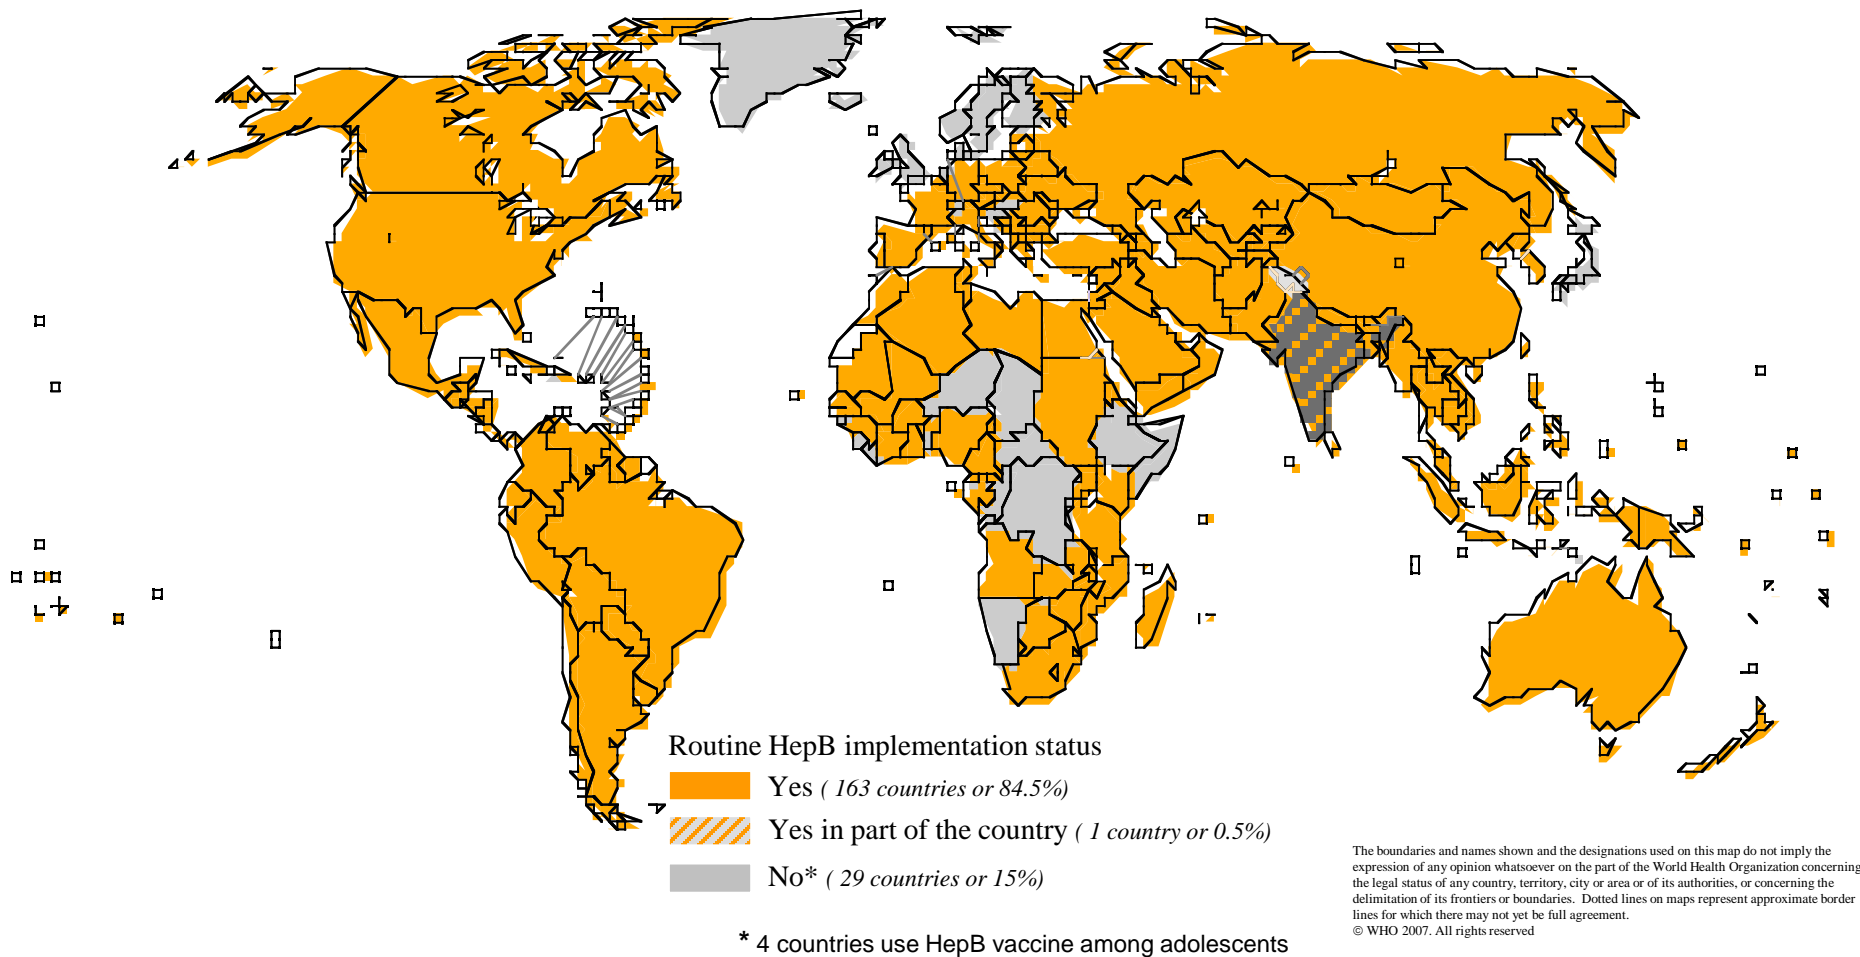 Routine HepB implementation status
Yes ( 163 countries or 84.5%)
Yes in part of the country ( 1 country or 0.5%)
No* ( 29 countries or 15%)
* 4 countries use HepB vaccine among adolescents
The boundaries and names shown and the designations used on this map do not imply the
expression of any opinion whatsoever on the part of the World Health Organization concerning
the legal status of any country, territory, city or area or of its authorities, or concerning the
delimitation of its frontiers or boundaries. Dotted lines on maps represent approximate border
lines for which there may not yet be full agreement.
© WHO 2007. All rights reserved